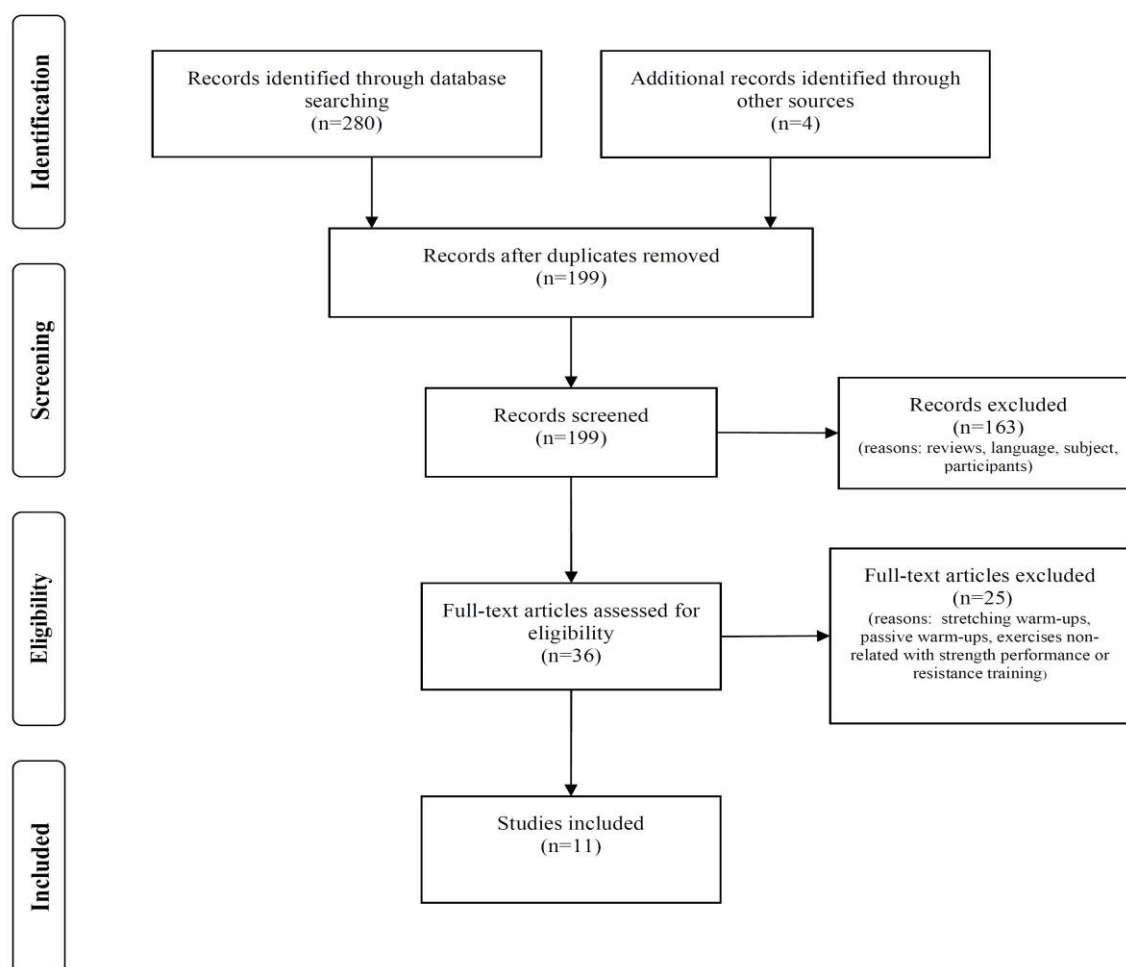 Identification
Records identified through database
searching
(n=280)
Additional records identified through
other sources
(n=4)
Records after duplicates removed
(n=199)
Screening
Records screened
(n=199)
Records excluded
(n=163)
(reasons: reviews, language, subject,
participants)
Eligibility
Full-text articles assessed for
eligibility
(n=36)
Full-text articles excluded
(n=25)
(reasons: stretching warm-ups,
passive warm-ups, exercises non-
related with strength performance or
resistance training)
Included
Studies included
(n=11)